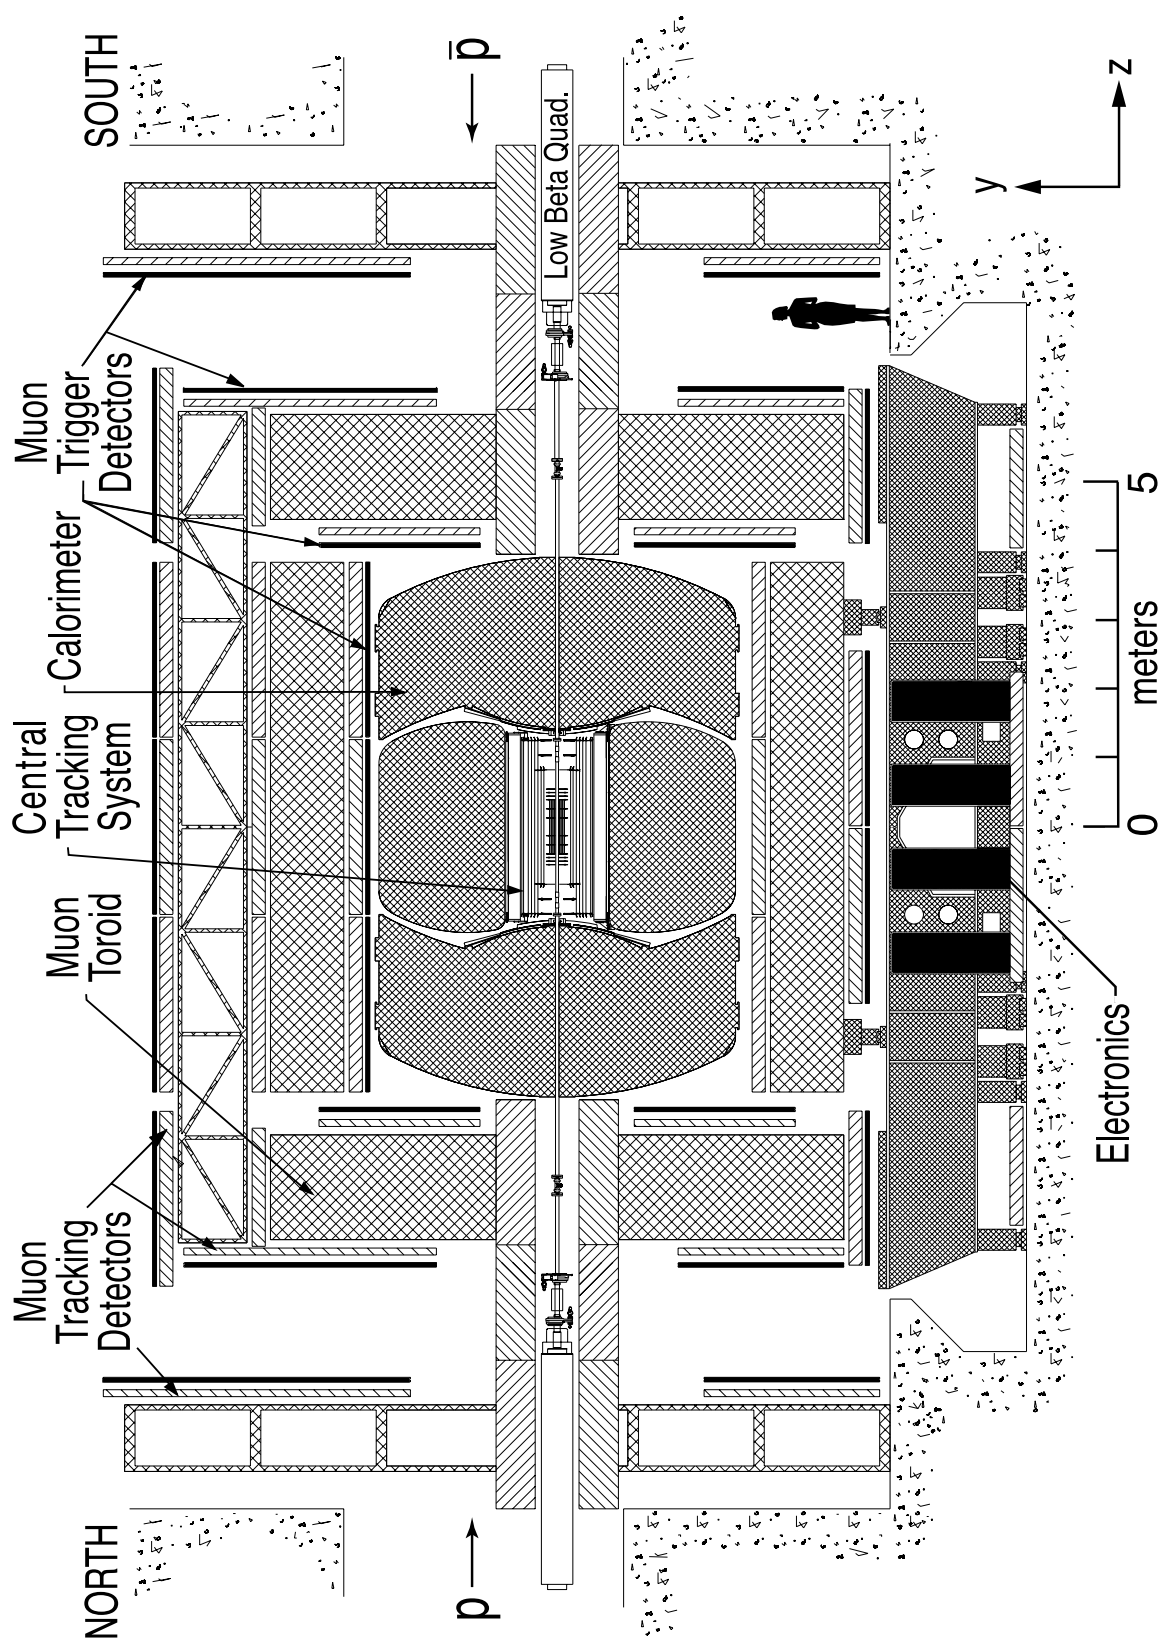 NORTH
SOUTH
Muon
Tracking
Detectors
Muon
Toroid
Central
Tracking
System
Calorimeter
Muon
Trigger
Detectors
p
p̅
Low Beta Quad.
y
z
Electronics
0
meters
5